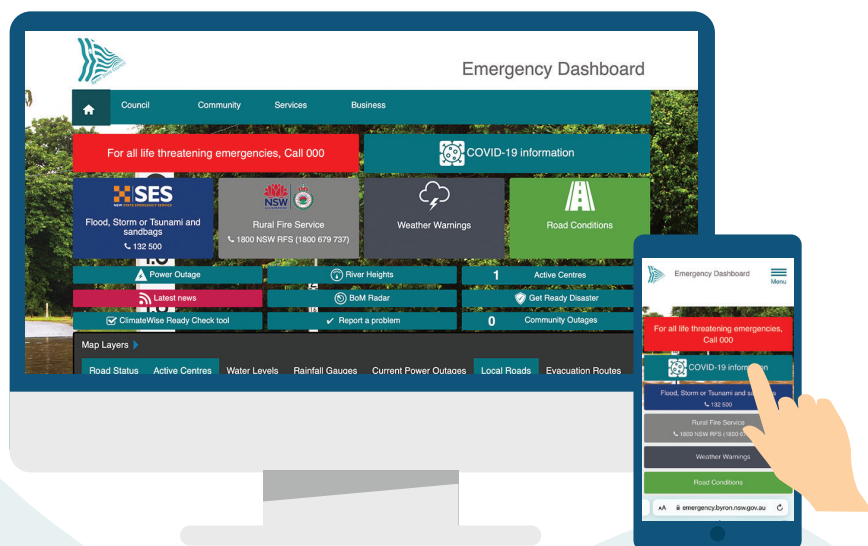 Emergency Dashboard
Council Community Services Business
For all life threatening emergencies, Call 000
COVID-19 information
SES
NSW STATE EMERGENCY SERVICE
Flood, Storm or Tsunami and
sandbags
132 500
NSW
Rural Fire Service
1800 NSW RFS (1800 679 737)
Weather Warnings
Road Conditions
Power Outage
River Heights
1 Active Centres
Latest news
BoM Radar
Get Ready Disaster
ClimateWise Ready Check tool
Report a problem
0 Community Outages
Map Layers
Road Status Active Centres Water Levels Rainfall Gauges Current Power Outages Local Roads Evacuation Routes
Emergency Dashboard
Menu
For all life threatening emergencies,
Call 000
COVID-19 information
Flood, Storm or Tsunami and
132 500
Rural Fire Service
1800 NSW RFS (1800
Weather Warnings
Road Conditions
AA emergency.byron.nsw.gov.au